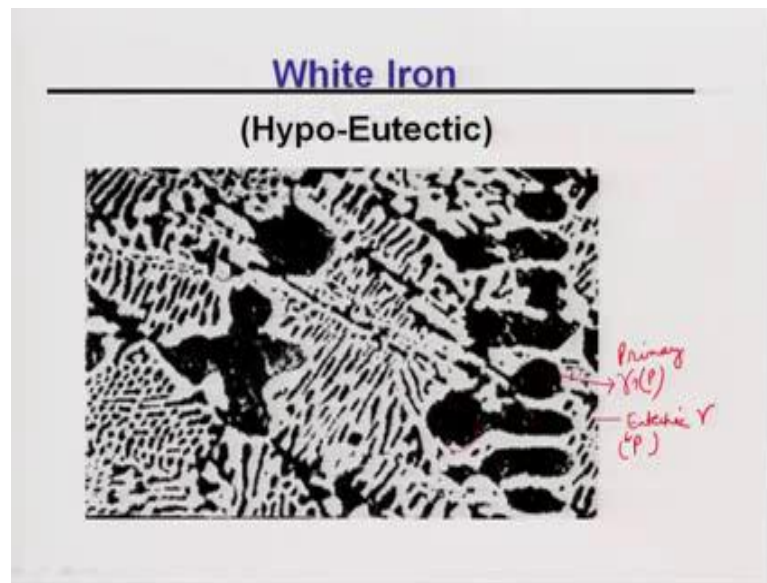 White Iron
(Hypo-Eutectic)
Primary
γ(P)
Eutectic γ
(P)